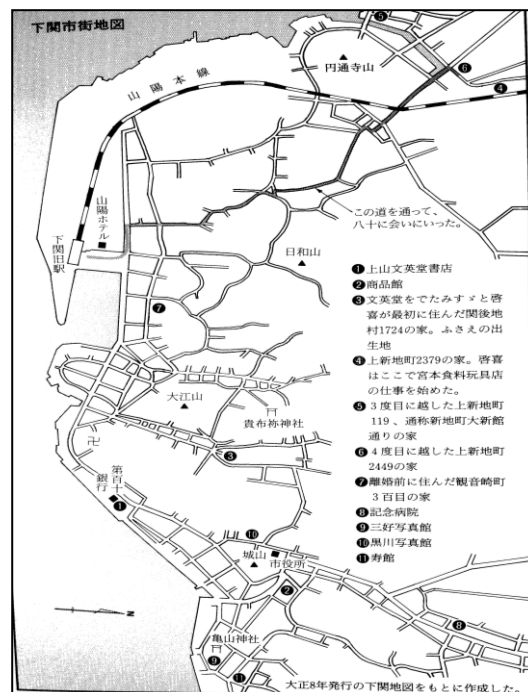 下関市街地図
山陽本線
円通寺山
この道を通って、
八十に会いにいった。
山陽ホテル
下関旧駅
日和山
大江山
貴布祢神社
卍
第百十
銀行
城山
市役所
亀山神社
N
❶上山文英堂書店
❷商品館
❸文英堂をでたみすゞと啓
喜が最初に住んだ関後地
村1724の家。ふさえの出
生地
❹上新地町2379の家。啓喜
はここで宮本食料玩具店
の仕事を始めた。
❺3度目に越した上新地町
119、通称新地町大新館
通りの家
❻4度目に越した上新地町
2449の家
❼離婚前に住んだ観音崎町
3百目の家
❽記念病院
❾三好写真館
❿黒川写真館
⓫寿館
❺
❻
❹
❼
❸
❶
❿
❷
❽
❾
⓫
大正8年発行の下関地図をもとに作成した。